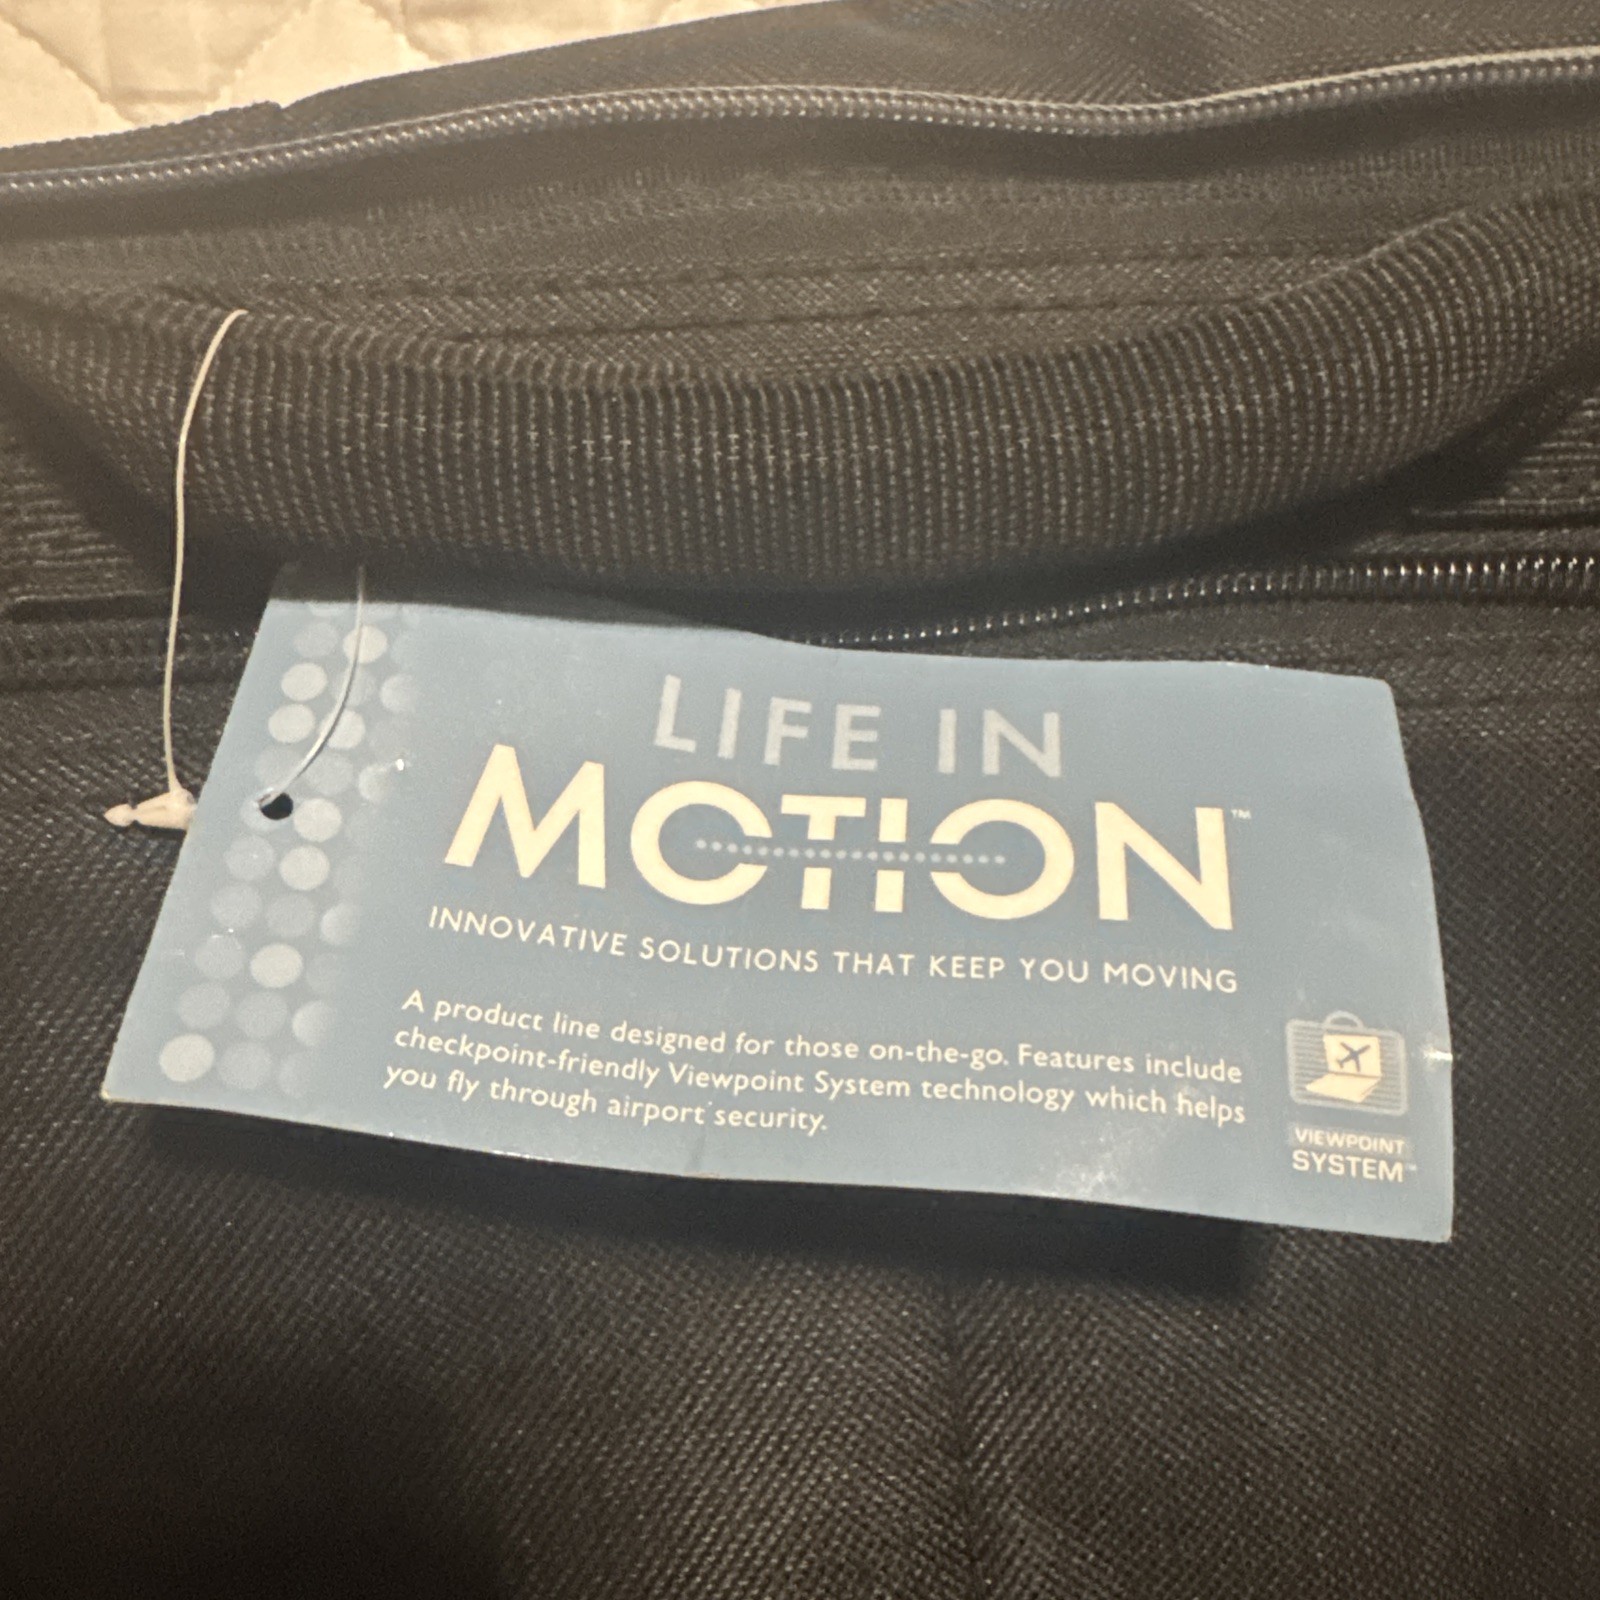 LIFE IN
MOTION™
INNOVATIVE SOLUTIONS THAT KEEP YOU MOVING
A product line designed for those on-the-go. Features include
checkpoint-friendly Viewpoint System technology which helps
you fly through airport security.
VIEWPOINT
SYSTEM™